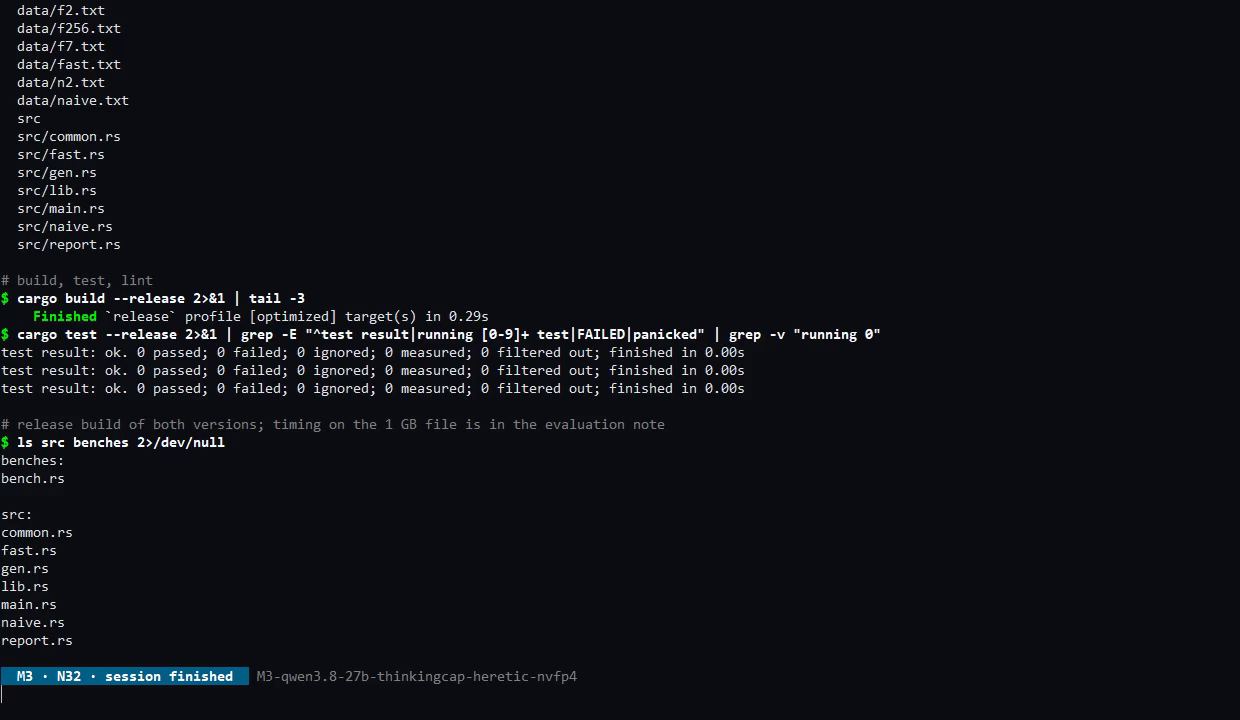 data/f2.txt
data/f256.txt
data/f7.txt
data/fast.txt
data/n2.txt
data/naive.txt
src
src/common.rs
src/fast.rs
src/gen.rs
src/lib.rs
src/main.rs
src/naive.rs
src/report.rs
# build, test, lint
$ cargo build --release 2>&1 | tail -3
Finished `release` profile [optimized] target(s) in 0.29s
$ cargo test --release 2>&1 | grep -E "^test result|running [0-9]+ test|FAILED|panicked" | grep -v "running 0"
test result: ok. 0 passed; 0 failed; 0 ignored; 0 measured; 0 filtered out; finished in 0.00s
test result: ok. 0 passed; 0 failed; 0 ignored; 0 measured; 0 filtered out; finished in 0.00s
test result: ok. 0 passed; 0 failed; 0 ignored; 0 measured; 0 filtered out; finished in 0.00s
# release build of both versions; timing on the 1 GB file is in the evaluation note
$ ls src benches 2>/dev/null
benches:
bench.rs
src:
common.rs
fast.rs
gen.rs
lib.rs
main.rs
naive.rs
report.rs
M3 · N32 · session finished M3-qwen3.8-27b-thinkingcap-heretic-nvfp4